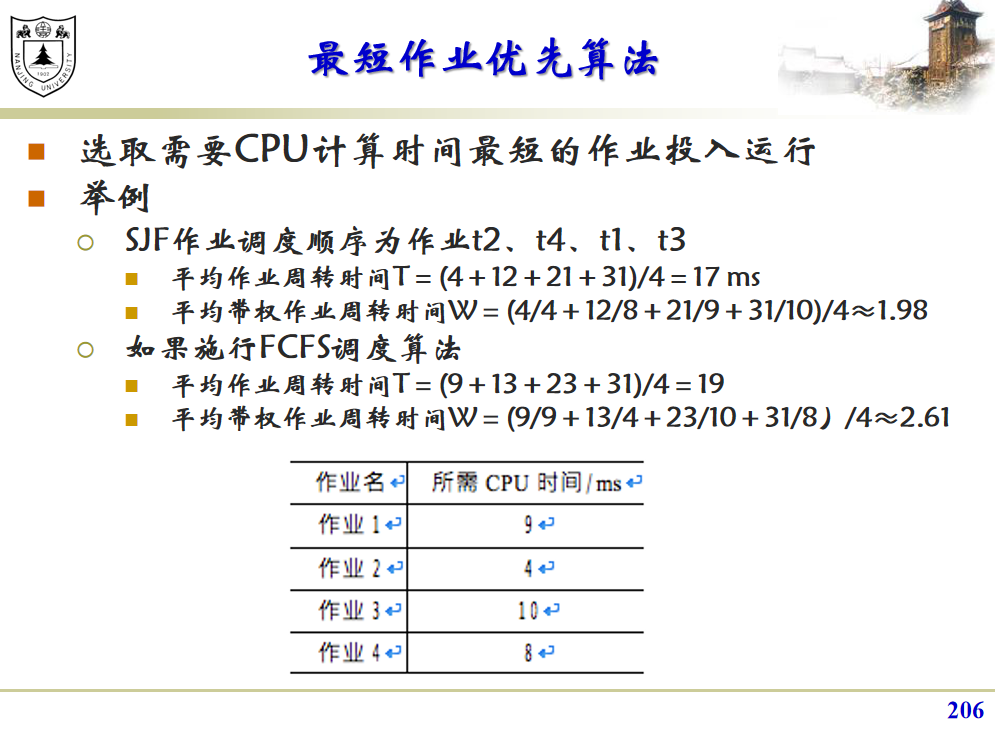 NANJING UNIVERSITY
1902
最短作业优先算法
选取需要CPU计算时间最短的作业投入运行
举例
SJF作业调度顺序为作业t2、t4、t1、t3
平均作业周转时间T = (4 + 12 + 21 + 31)/4 = 17 ms
平均带权作业周转时间W = (4/4 + 12/8 + 21/9 + 31/10)/4≈1.98
如果施行FCFS调度算法
平均作业周转时间T = (9 + 13 + 23 + 31)/4 = 19
平均带权作业周转时间W = (9/9 + 13/4 + 23/10 + 31/8）/4≈2.61
作业名↵ 所需 CPU 时间/ms↵
作业 1↵ 9↵
作业 2↵ 4↵
作业 3↵ 10↵
作业 4↵ 8↵
206